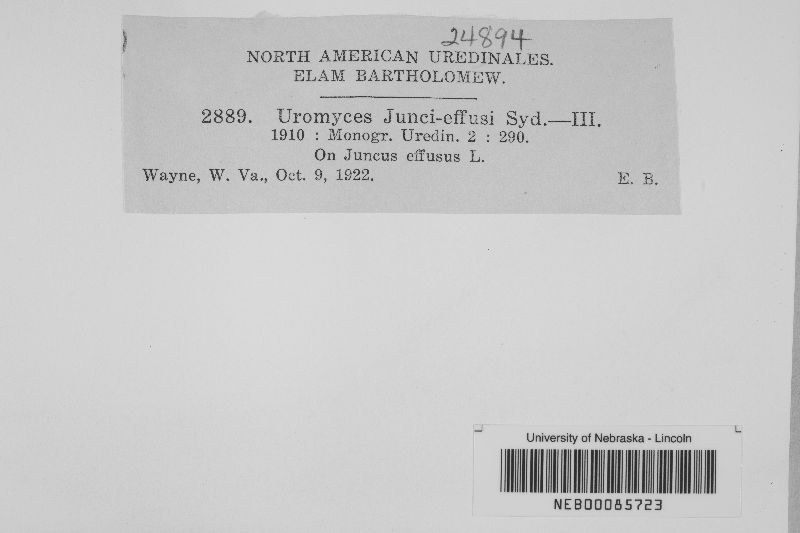 24894
NORTH AMERICAN UREDINALES.
ELAM BARTHOLOMEW.
2889. Uromyces Junci-effusi Syd.—III.
1910 : Monogr. Uredin. 2 : 290.
On Juncus effusus L.
Wayne, W. Va., Oct. 9, 1922. E. B.
University of Nebraska - Lincoln
NEB00085723